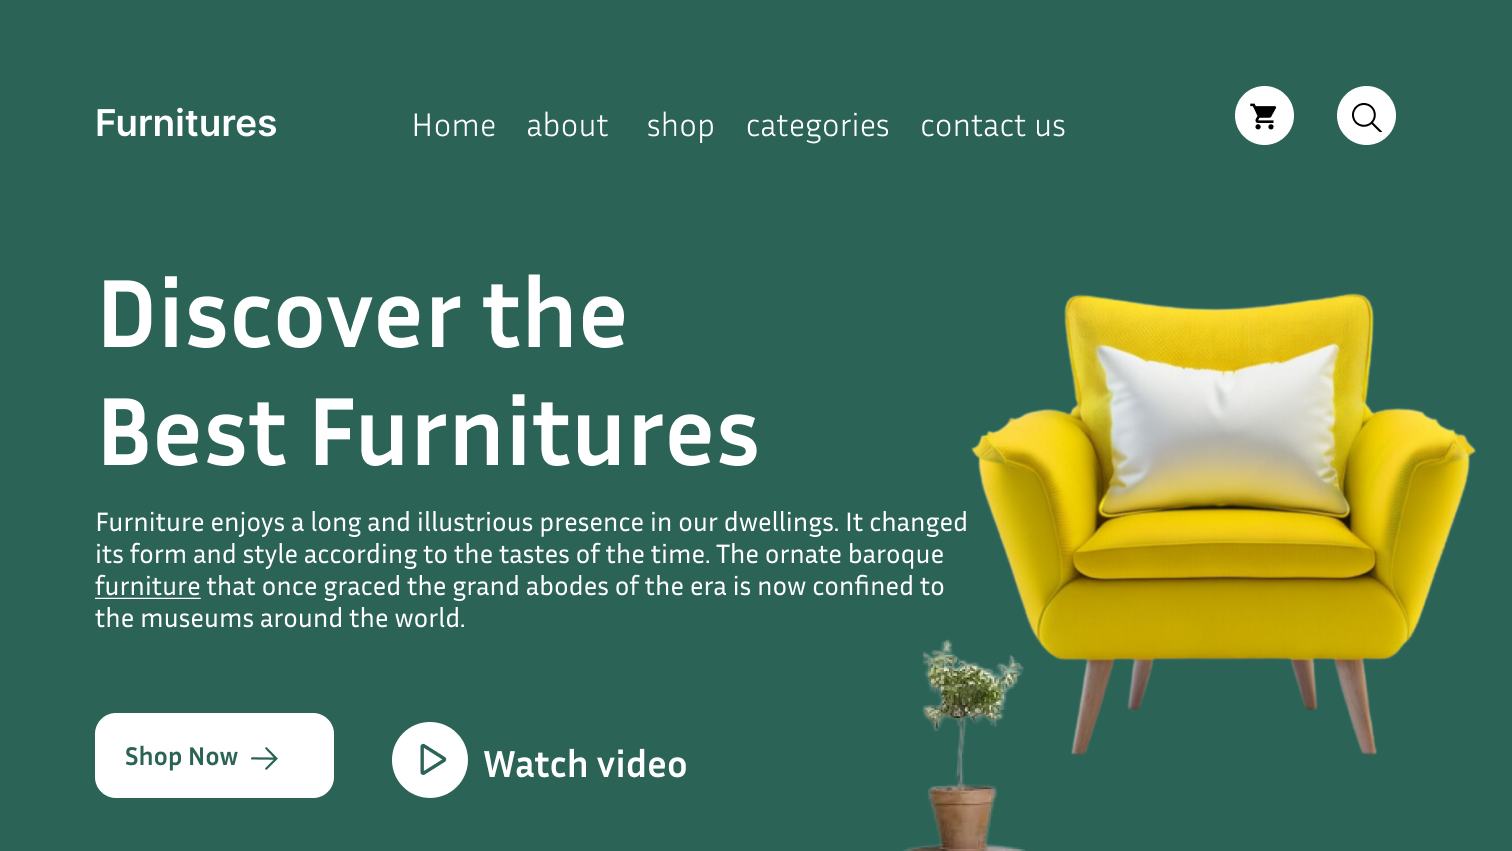 Furnitures
Home about shop categories contact us
Discover the
Best Furnitures
Furniture enjoys a long and illustrious presence in our dwellings. It changed
its form and style according to the tastes of the time. The ornate baroque
furniture that once graced the grand abodes of the era is now confined to
the museums around the world.
Shop Now
Watch video